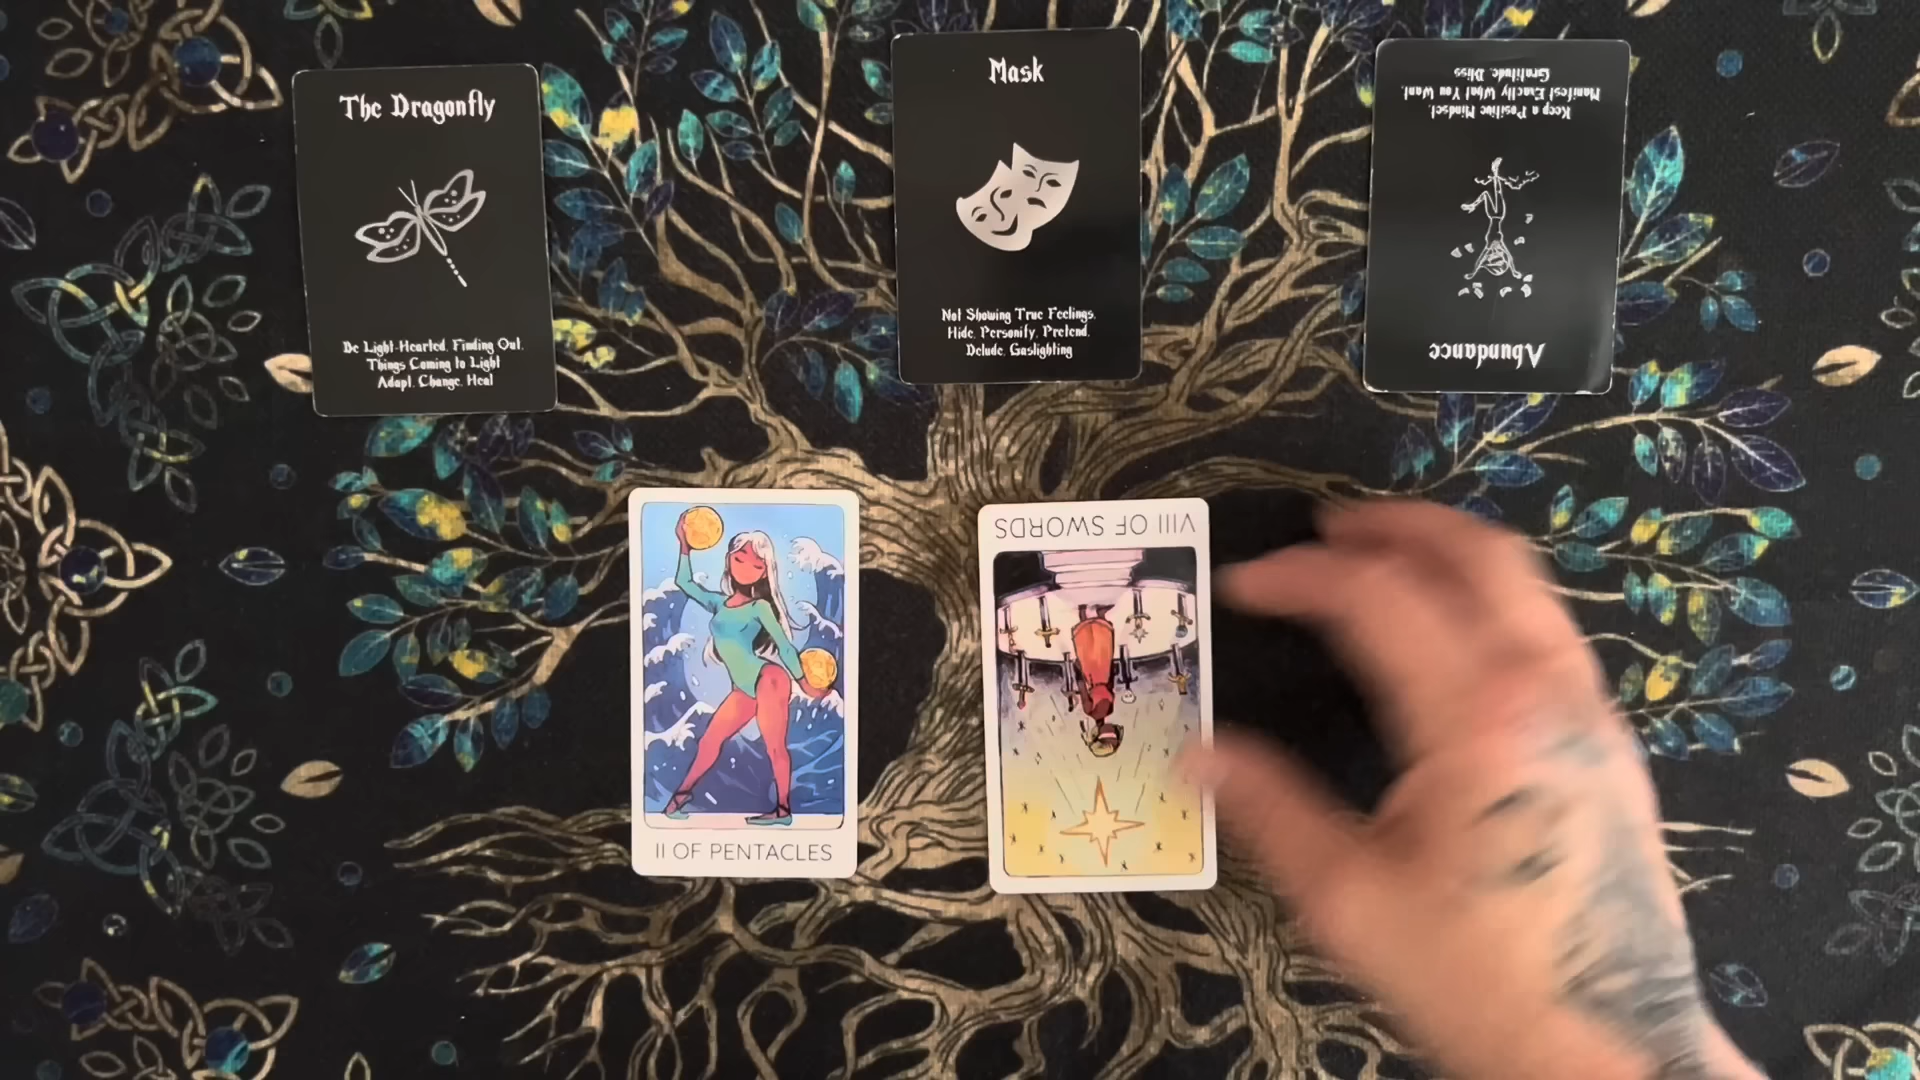 The Dragonfly
Be Light-Hearted, Finding Out,
Things Coming to Light
Adapt, Change, Heal
Mask
Not Showing True Feelings,
Hide, Personify, Pretend,
Delude, Gaslighting
Abundance
Keep a Positive Mindset,
Manifest Exactly What You Want,
Gratitude, Bliss
II OF PENTACLES
VIII OF SWORDS